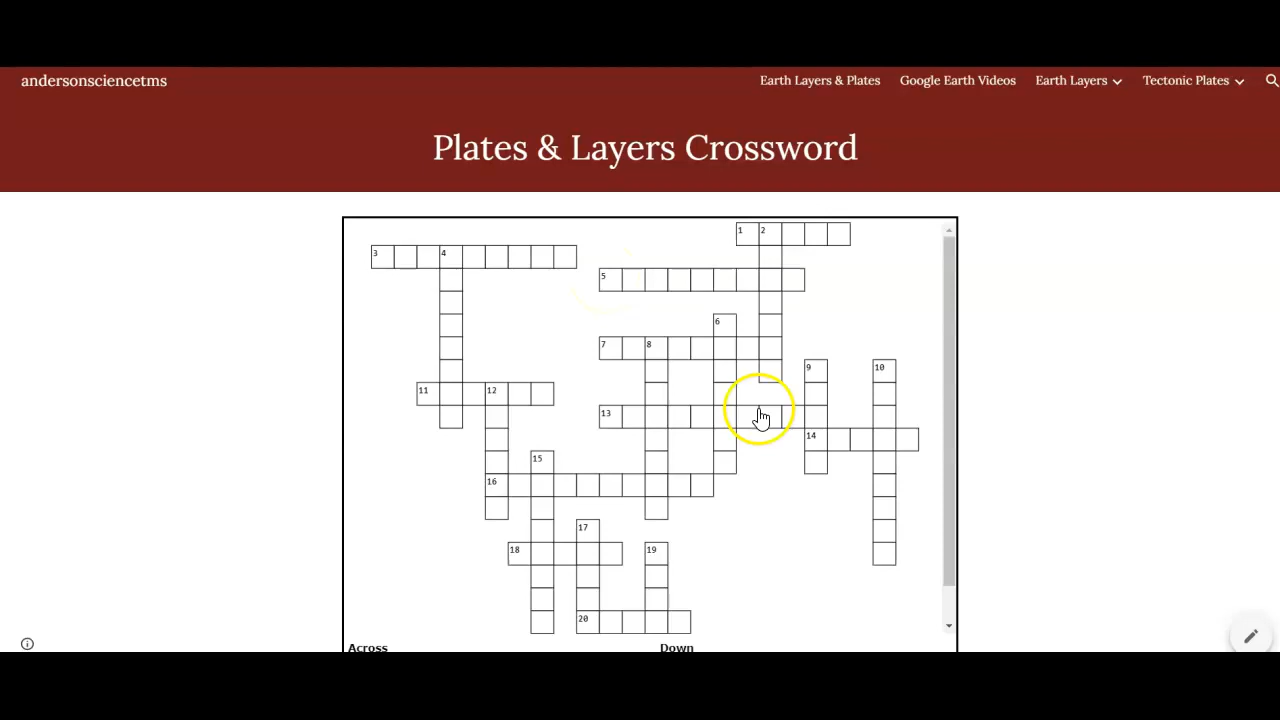 andersonsciencetms
Earth Layers & Plates
Google Earth Videos
Earth Layers
Tectonic Plates
Plates & Layers Crossword
1 2
3 4
5
6
7 8
9 10
11 12
13
14
15
16
17
18 19
20
Across Down